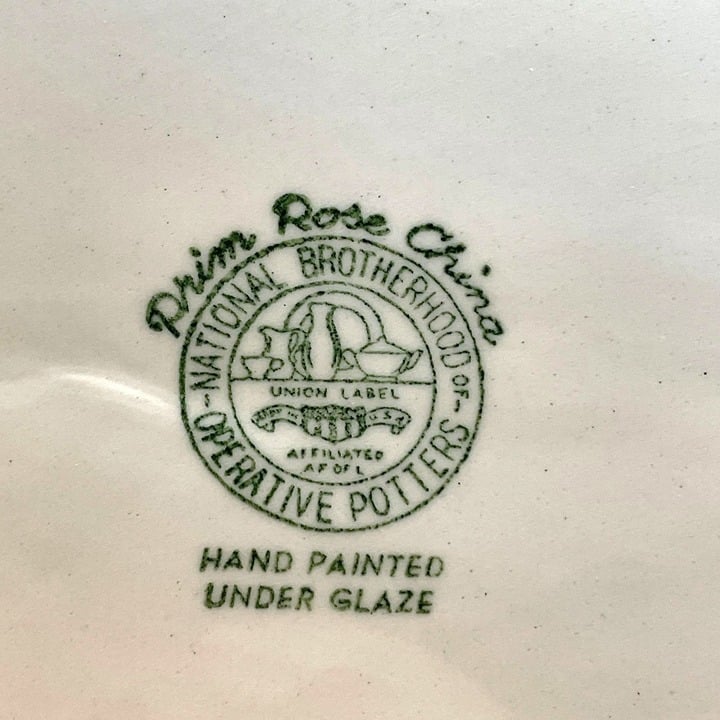 Prim Rose China
NATIONAL BROTHERHOOD OF
OPERATIVE POTTERS
UNION LABEL
U.S.A
AFFILIATED
A F OF L
HAND PAINTED
UNDER GLAZE